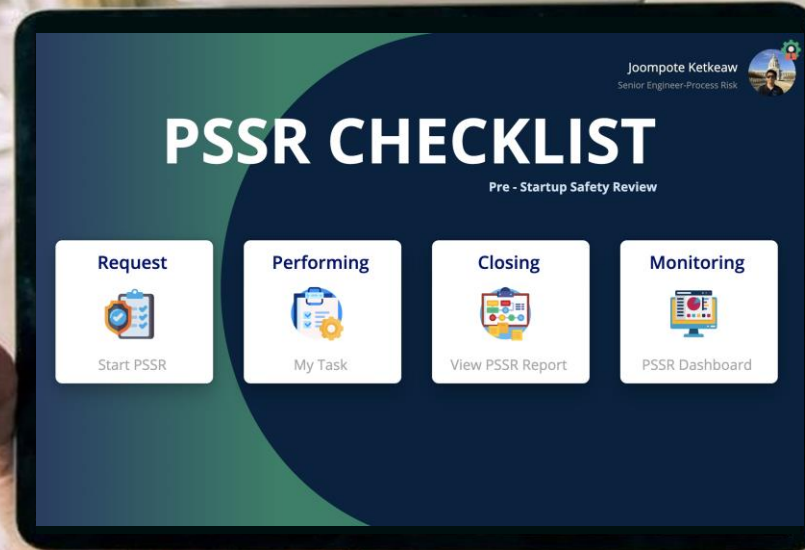 Joompote Ketkeaw
Senior Engineer-Process Risk
PSSR CHECKLIST
Pre - Startup Safety Review
Request
Start PSSR
Performing
My Task
Closing
View PSSR Report
Monitoring
PSSR Dashboard